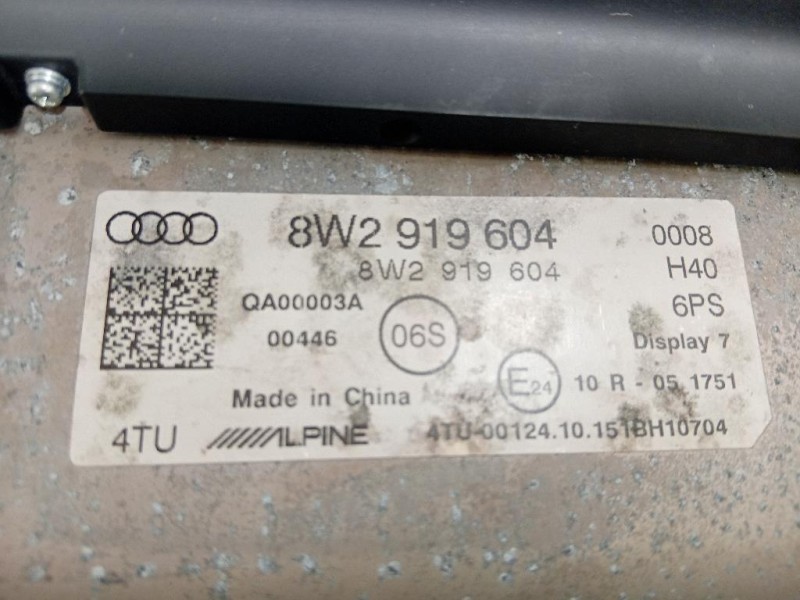 8W2 919 604 0008
8W2 919 604 H40
QA00003A 6PS
00446 06S Display 7
Made in China E24 10 R - 05 1751
4TU ALPINE 4TU-00124.10.151BH10704